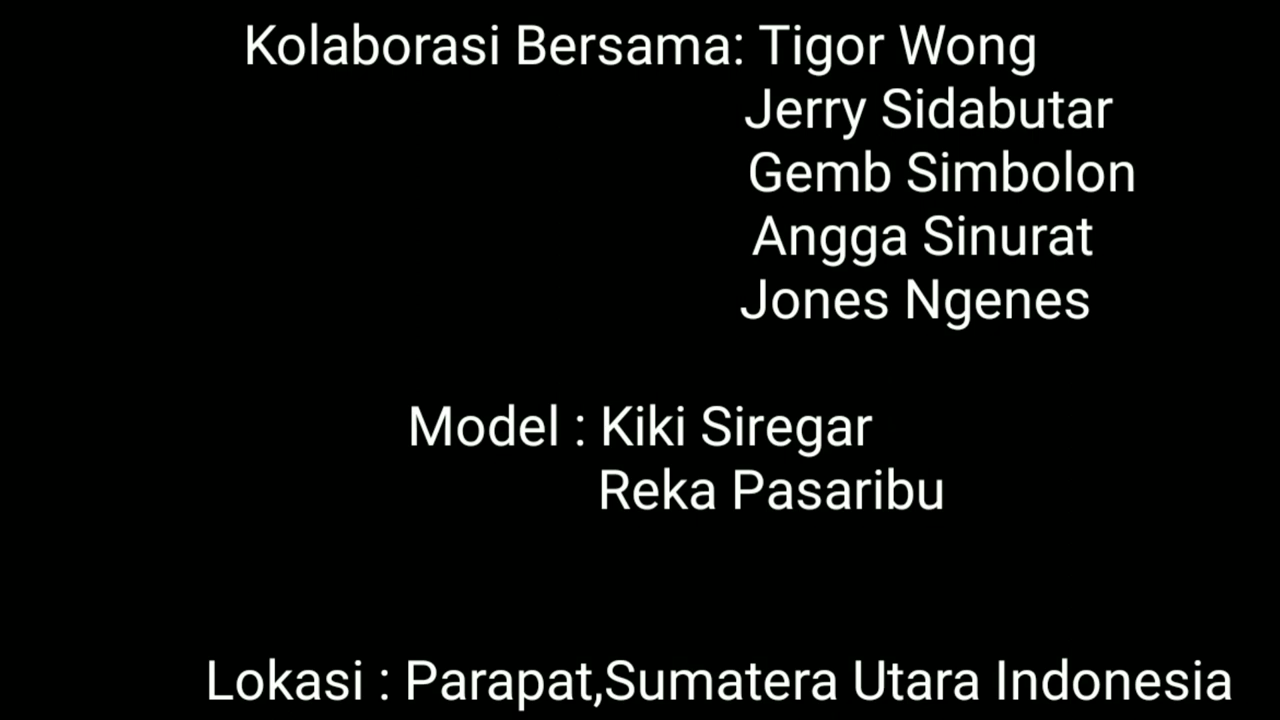 Kolaborasi Bersama: Tigor Wong
Jerry Sidabutar
Gemb Simbolon
Angga Sinurat
Jones Ngenes
Model : Kiki Siregar
Reka Pasaribu
Lokasi : Parapat,Sumatera Utara Indonesia